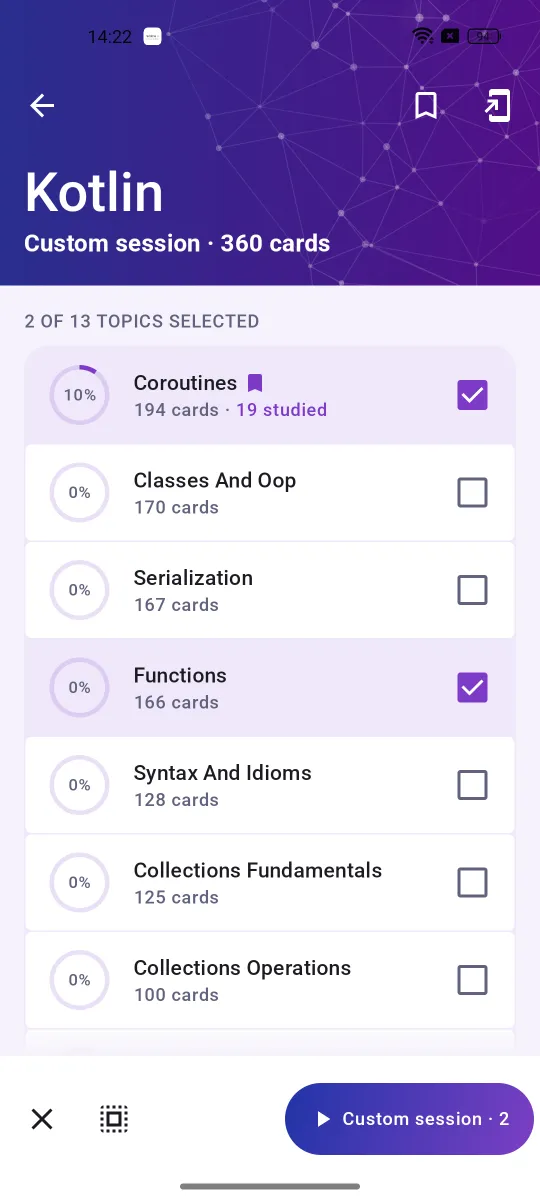 14:22
94
Kotlin
Custom session · 360 cards
2 OF 13 TOPICS SELECTED
10%
Coroutines
194 cards · 19 studied
0%
Classes And Oop
170 cards
0%
Serialization
167 cards
0%
Functions
166 cards
0%
Syntax And Idioms
128 cards
0%
Collections Fundamentals
125 cards
0%
Collections Operations
100 cards
Custom session · 2